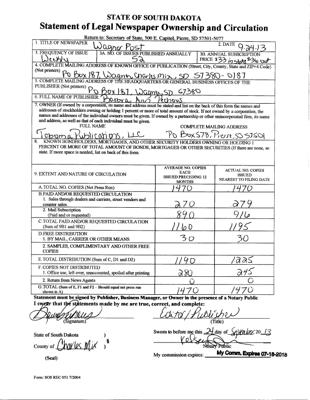 STATE OF SOUTH DAKOTA
Statement of Legal Newspaper Ownership and Circulation
Return to: Secretary of State, 500 E. Capitol, Pierre, SD 57501-5077
1. TITLE OF NEWSPAPER Wagner Post
2. DATE 9-24-13
3. FREQUENCY OF ISSUE Weekly
3A. NO. OF ISSUES PUBLISHED ANNUALLY 52
3B. ANNUAL SUBSCRIPTION PRICE $33
4. COMPLETE MAILING ADDRESS OF KNOWN OFFICE OF PUBLICATION (Street, City, County, State and ZIP+4 Code)
(Not printers) Po Box 187 Wagner, Charles Mix, SD 57380-0187
5. COMPLETE MAILING ADDRESS OF THE HEADQUARTERS OR GENERAL BUSINESS OFFICES OF THE
PUBLISHER (Not printers) Po Box 187, Wagner, SD 57380
6. FULL NAME OF PUBLISHER Barbara Ann
7. OWNER (If owned by a corporation, its name and address must be stated and list on the back of this form the names and
addresses of stockholders owning or holding 1 percent or more of total amount of stock. If not owned by a corporation, the
names and addresses of the individual owners must be given. If owned by a partnership or other unincorporated firm, its name
and address, as well as that of each individual must be given.
FULL NAME
COMPLETE MAILING ADDRESS
Publications, LLC
Po Box 878, Pierre, SD 57501
8. KNOWN BONDHOLDERS, MORTGAGES, AND OTHER SECURITY HOLDERS OWNING OR HOLDING 1
PERCENT OR MORE OF TOTAL AMOUNT OF BONDS, MORTGAGES OR OTHER SECURITIES (If there are none, so
state. If more space is needed, list on back of this form.
9. EXTENT AND NATURE OF CIRCULATION
AVERAGE NO. COPIES EACH ISSUED PRECEDING 12 MONTHS
ACTUAL NO. COPIES ISSUED NEAREST TO FILING DATE
A. TOTAL NO. COPIES (Net Press Run) 1470 1470
B. PAID AND/OR REQUESTED CIRCULATION
1. Sales through dealers and carriers, street vendors and
counter sales 270 279
2. Mail Subscription
(Paid and or requested) 890 916
C. TOTAL PAID AND/OR REQUESTED CIRCULATION
(Sum of 9B1 and 9B2) 1160 1195
D. FREE DISTRIBUTION
1. BY MAIL, CARRIER OR OTHER MEANS 30 30
2. SAMPLES, COMPLIMENTARY AND OTHER FREE
COPIES
E. TOTAL DISTRIBUTION (Sum of C, D1 and D2) 1190 1225
F. COPIES NOT DISTRIBUTED
1. Office use, left over, unaccounted, spoiled after printing 280 245
2. Return from News Agents 0 0
G. TOTAL (Sum of E, F1 and F2 - Should equal net press run
shown in A) 1470 1470
Statement must be signed by Publisher, Business Manager, or Owner in the presence of a Notary Public
I certify that the statements made by me are true, correct, and complete:
(Signature)
Editor/Publisher
(Title)
State of South Dakota )
County of Charles Mix ) $
(Seal)
Sworn to before me this 24 day of September 20 13
Notary Public
My commission expires: My Comm. Expires 07-18-2018
Form: SOS REC 051 7/2004